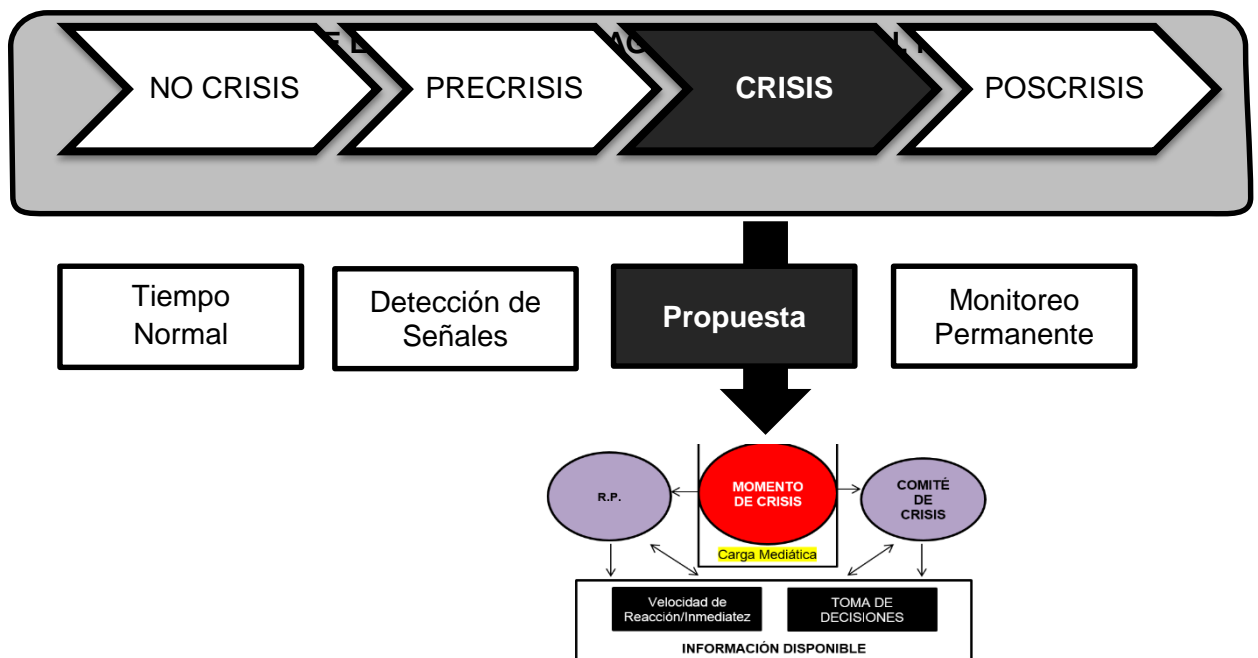 NO CRISIS
PRECRISIS
CRISIS
POSCRISIS
Tiempo
Normal
Detección de
Señales
Propuesta
Monitoreo
Permanente
R.P.
MOMENTO
DE CRISIS
COMITÉ
DE
CRISIS
Carga Mediática
Velocidad de
Reacción/Inmediatez
TOMA DE
DECISIONES
INFORMACIÓN DISPONIBLE